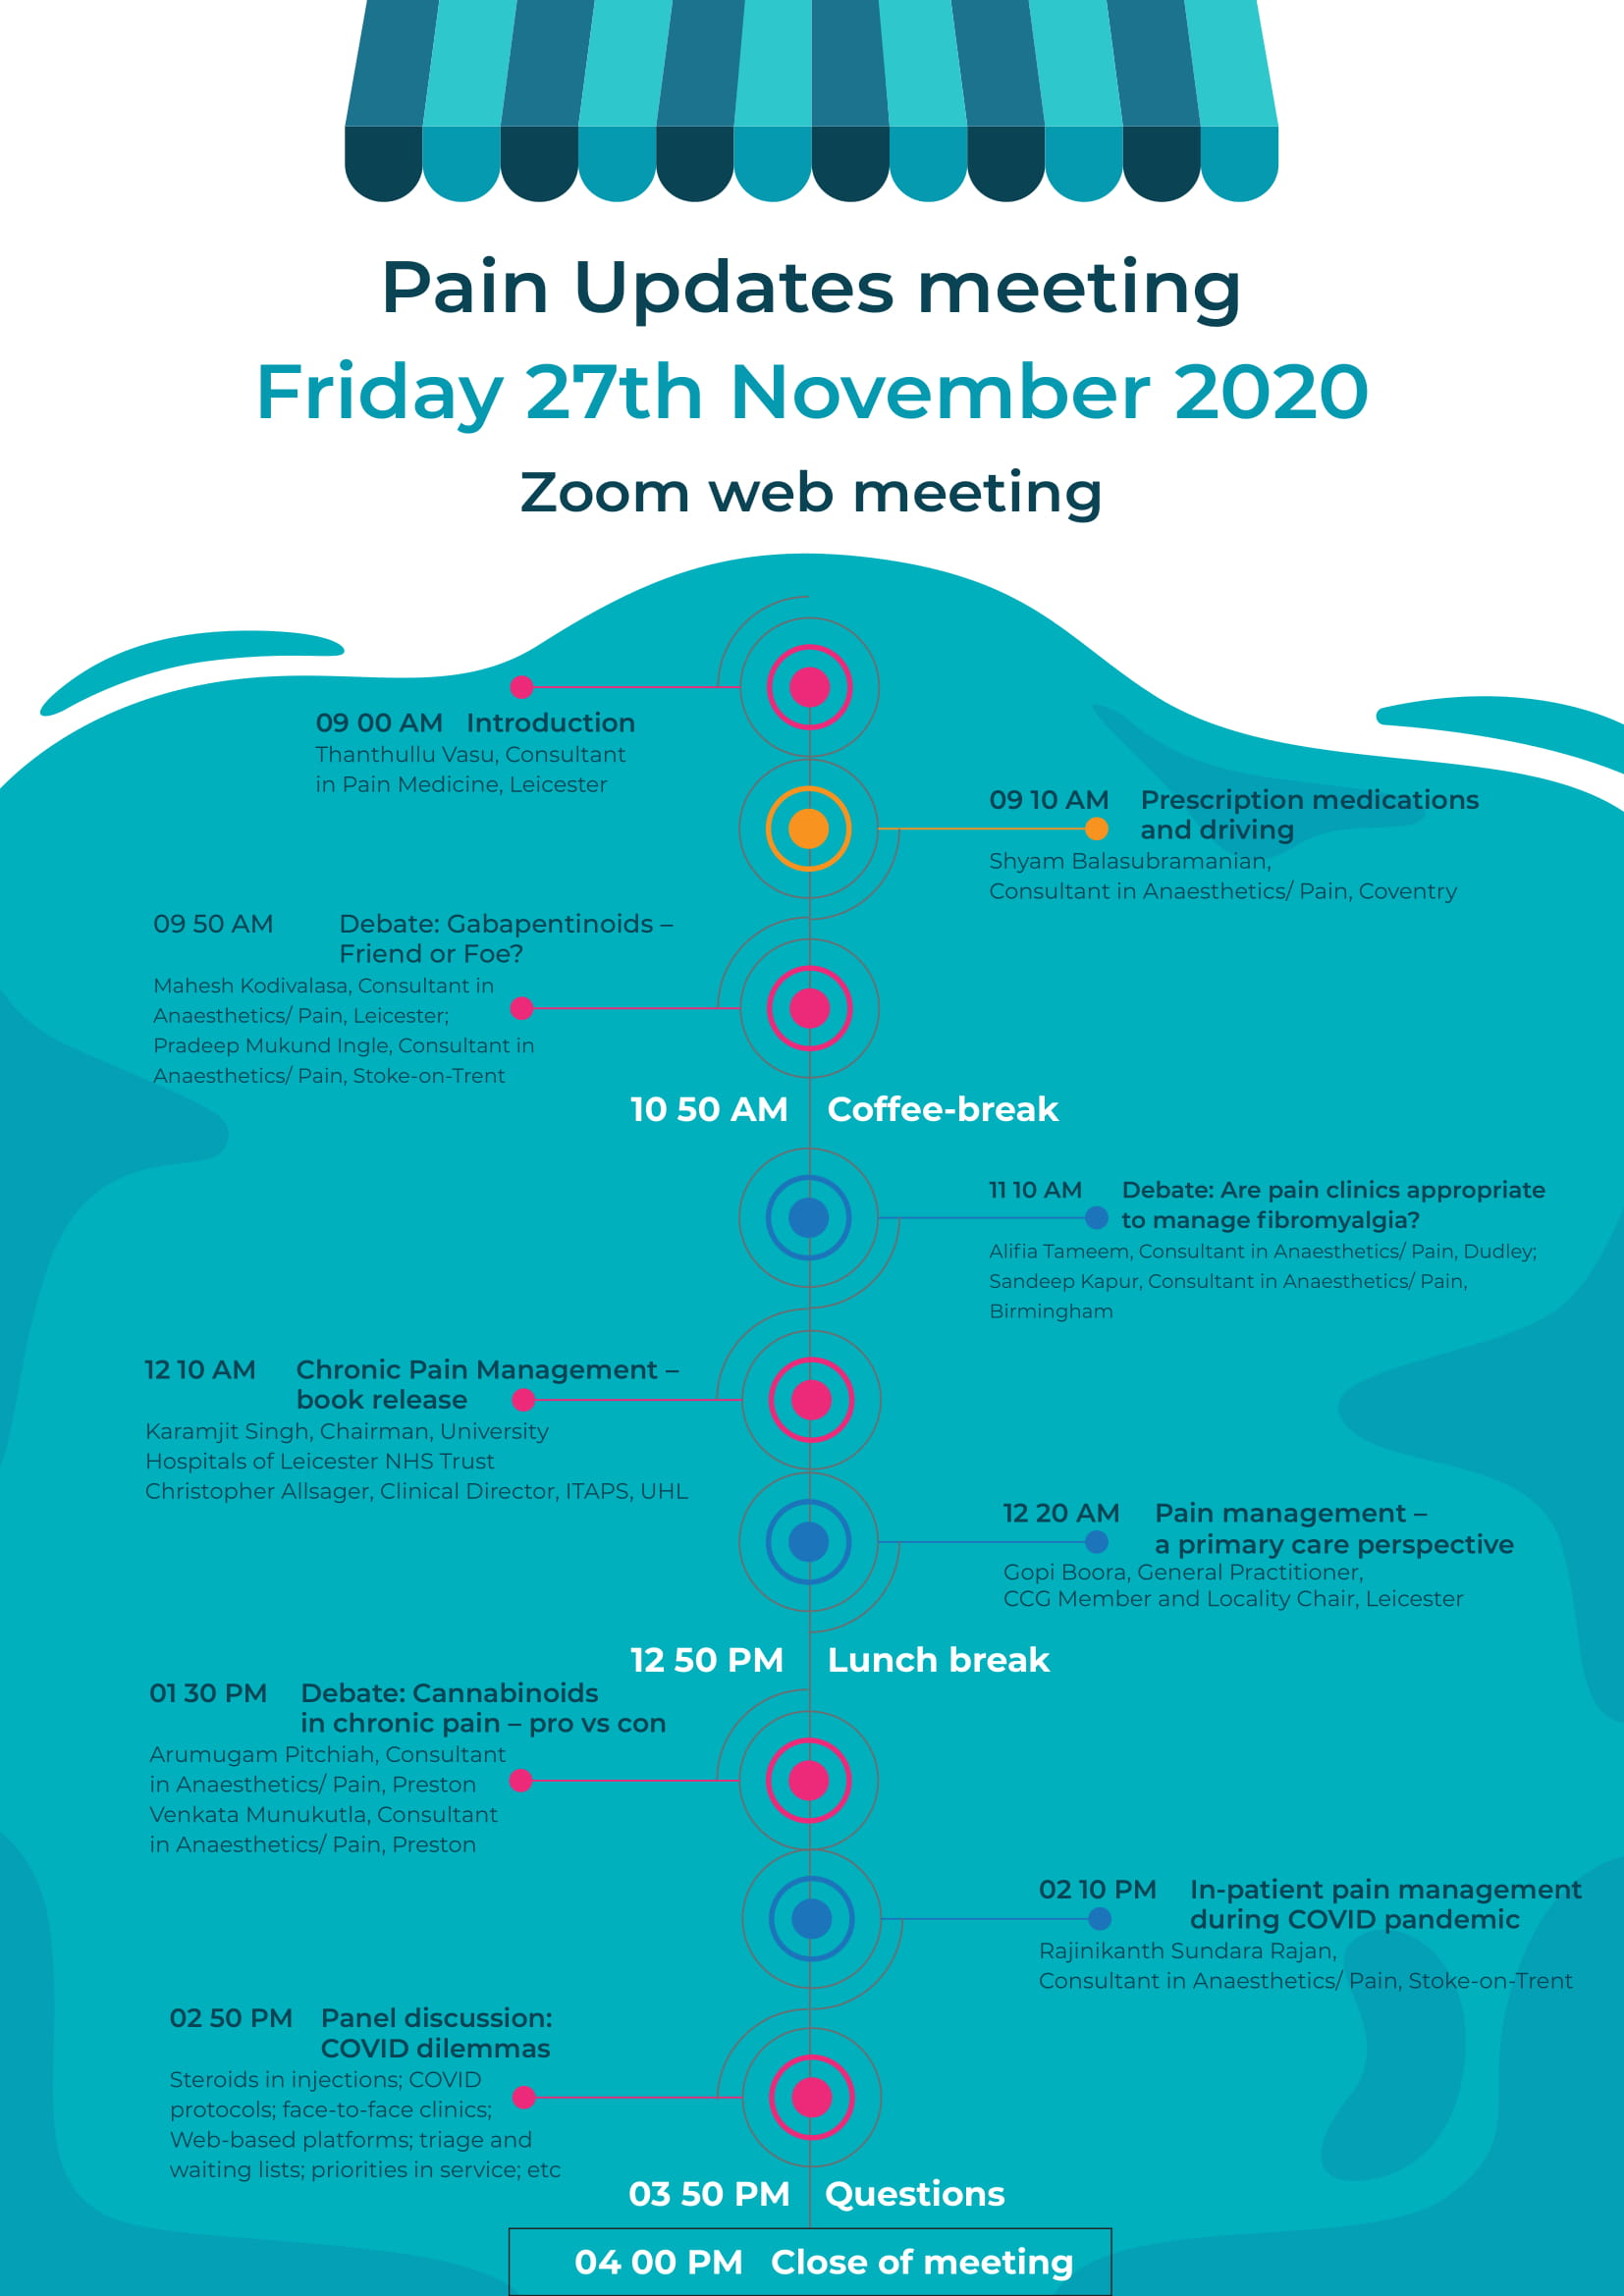 Pain Updates meeting
Friday 27th November 2020
Zoom web meeting
09 00 AM Introduction
Thanthullu Vasu, Consultant
in Pain Medicine, Leicester
09 10 AM Prescription medications
and driving
Shyam Balasubramanian,
Consultant in Anaesthetics/ Pain, Coventry
09 50 AM Debate: Gabapentinoids –
Friend or Foe?
Mahesh Kodivalasa, Consultant in
Anaesthetics/ Pain, Leicester;
Pradeep Mukund Ingle, Consultant in
Anaesthetics/ Pain, Stoke-on-Trent
10 50 AM Coffee-break
11 10 AM Debate: Are pain clinics appropriate
to manage fibromyalgia?
Alifia Tameem, Consultant in Anaesthetics/ Pain, Dudley;
Sandeep Kapur, Consultant in Anaesthetics/ Pain,
Birmingham
12 10 AM Chronic Pain Management –
book release
Karamjit Singh, Chairman, University
Hospitals of Leicester NHS Trust
Christopher Allsager, Clinical Director, ITAPS, UHL
12 20 AM Pain management –
a primary care perspective
Gopi Boora, General Practitioner,
CCG Member and Locality Chair, Leicester
12 50 PM Lunch break
01 30 PM Debate: Cannabinoids
in chronic pain – pro vs con
Arumugam Pitchiah, Consultant
in Anaesthetics/ Pain, Preston
Venkata Munukutla, Consultant
in Anaesthetics/ Pain, Preston
02 10 PM In-patient pain management
during COVID pandemic
Rajinikanth Sundara Rajan,
Consultant in Anaesthetics/ Pain, Stoke-on-Trent
02 50 PM Panel discussion:
COVID dilemmas
Steroids in injections; COVID
protocols; face-to-face clinics;
Web-based platforms; triage and
waiting lists; priorities in service; etc
03 50 PM Questions
04 00 PM Close of meeting